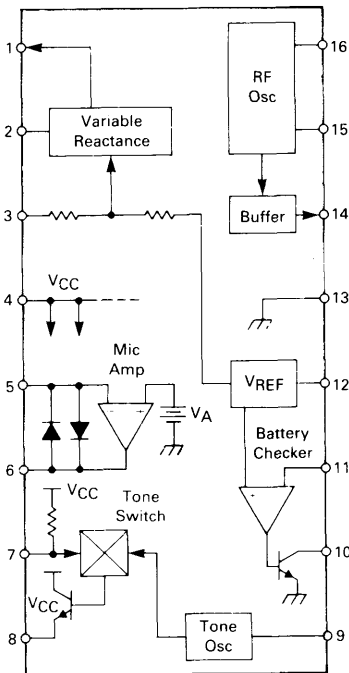 1
16
RF
Osc
Variable
Reactance
2
15
3
Buffer
14
VCC
4
13
Mic
Amp
5
VREF
12
- +
VA
Battery
Checker
6
11
VCC
Tone
Switch
+ -
7
10
VCC
8
Tone
Osc
9